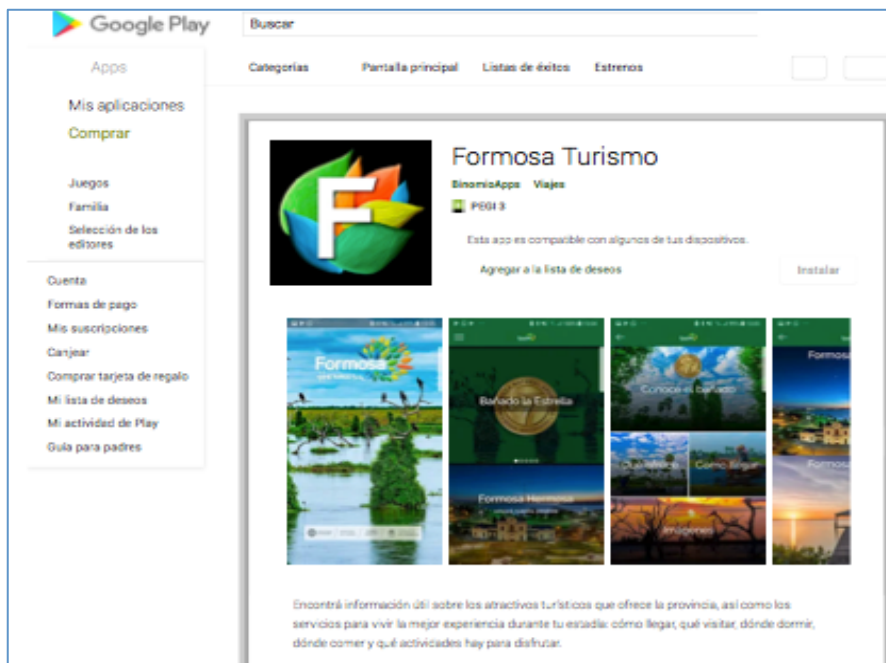 Google Play
Buscar
Apps
Categorías Pantalla principal Listas de éxitos Estrenos
Mis aplicaciones
Comprar
Juegos
Familia
Selección de los
editores
Cuenta
Formas de pago
Mis suscripciones
Canjear
Comprar tarjeta de regalo
Mi lista de deseos
Mi actividad de Play
Guía para padres
F
Formosa Turismo
BinomioApps Viajes
PEGI 3
Esta app es compatible con algunos de tus dispositivos.
Agregar a la lista de deseos
Instalar
Formosa
Bañado la Estrella
Formosa Hermosa
Conocé el bañado
Cómo llegar
Imágenes
Formosa
Formosa
Encontrá información útil sobre los atractivos turísticos que ofrece la provincia, así como los
servicios para vivir la mejor experiencia durante tu estadía: cómo llegar, qué visitar, dónde dormir,
dónde comer y qué actividades hay para disfrutar.